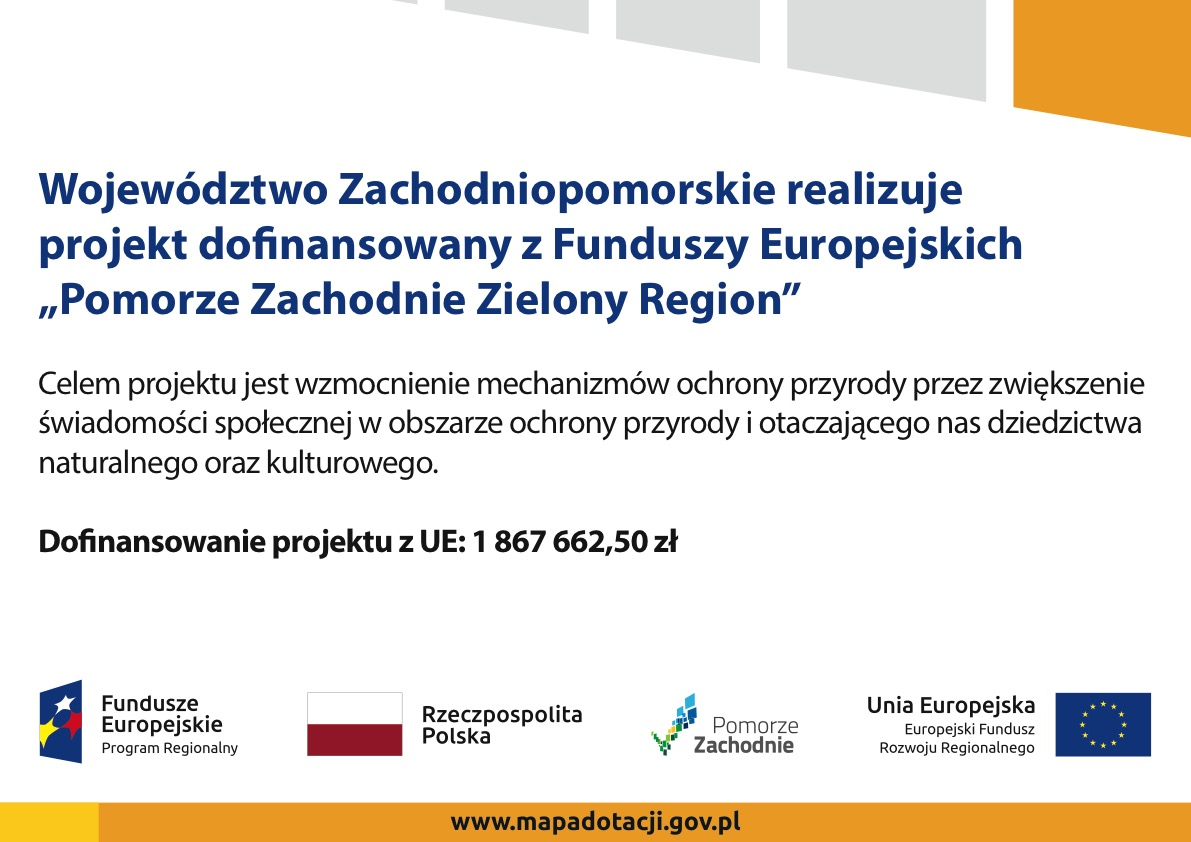 Województwo Zachodniopomorskie realizuje
projekt dofinansowany z Funduszy Europejskich
„Pomorze Zachodnie Zielony Region”
Celem projektu jest wzmocnienie mechanizmów ochrony przyrody przez zwiększenie
świadomości społecznej w obszarze ochrony przyrody i otaczającego nas dziedzictwa
naturalnego oraz kulturowego.
Dofinansowanie projektu z UE: 1 867 662,50 zł
Fundusze
Europejskie
Program Regionalny
Rzeczpospolita
Polska
Pomorze
Zachodnie
Unia Europejska
Europejski Fundusz
Rozwoju Regionalnego
www.mapadotacji.gov.pl